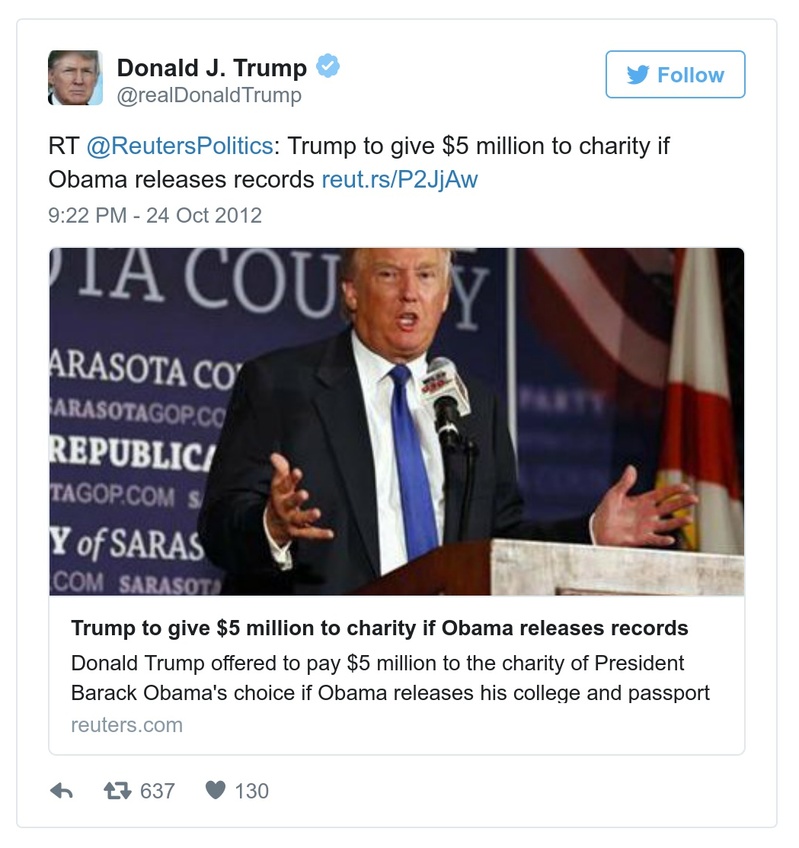 Donald J. Trump
@realDonaldTrump
Follow
RT @ReutersPolitics: Trump to give $5 million to charity if
Obama releases records reut.rs/P2JjAw
9:22 PM - 24 Oct 2012
TA COU Y
ARASOTA CO
ARASOTAGOP.CO
PARTY
REPUBLICA
TAGOP.COM S
Y of SARAS
.COM SARASOTA
Trump to give $5 million to charity if Obama releases records
Donald Trump offered to pay $5 million to the charity of President
Barack Obama's choice if Obama releases his college and passport
reuters.com
637 130